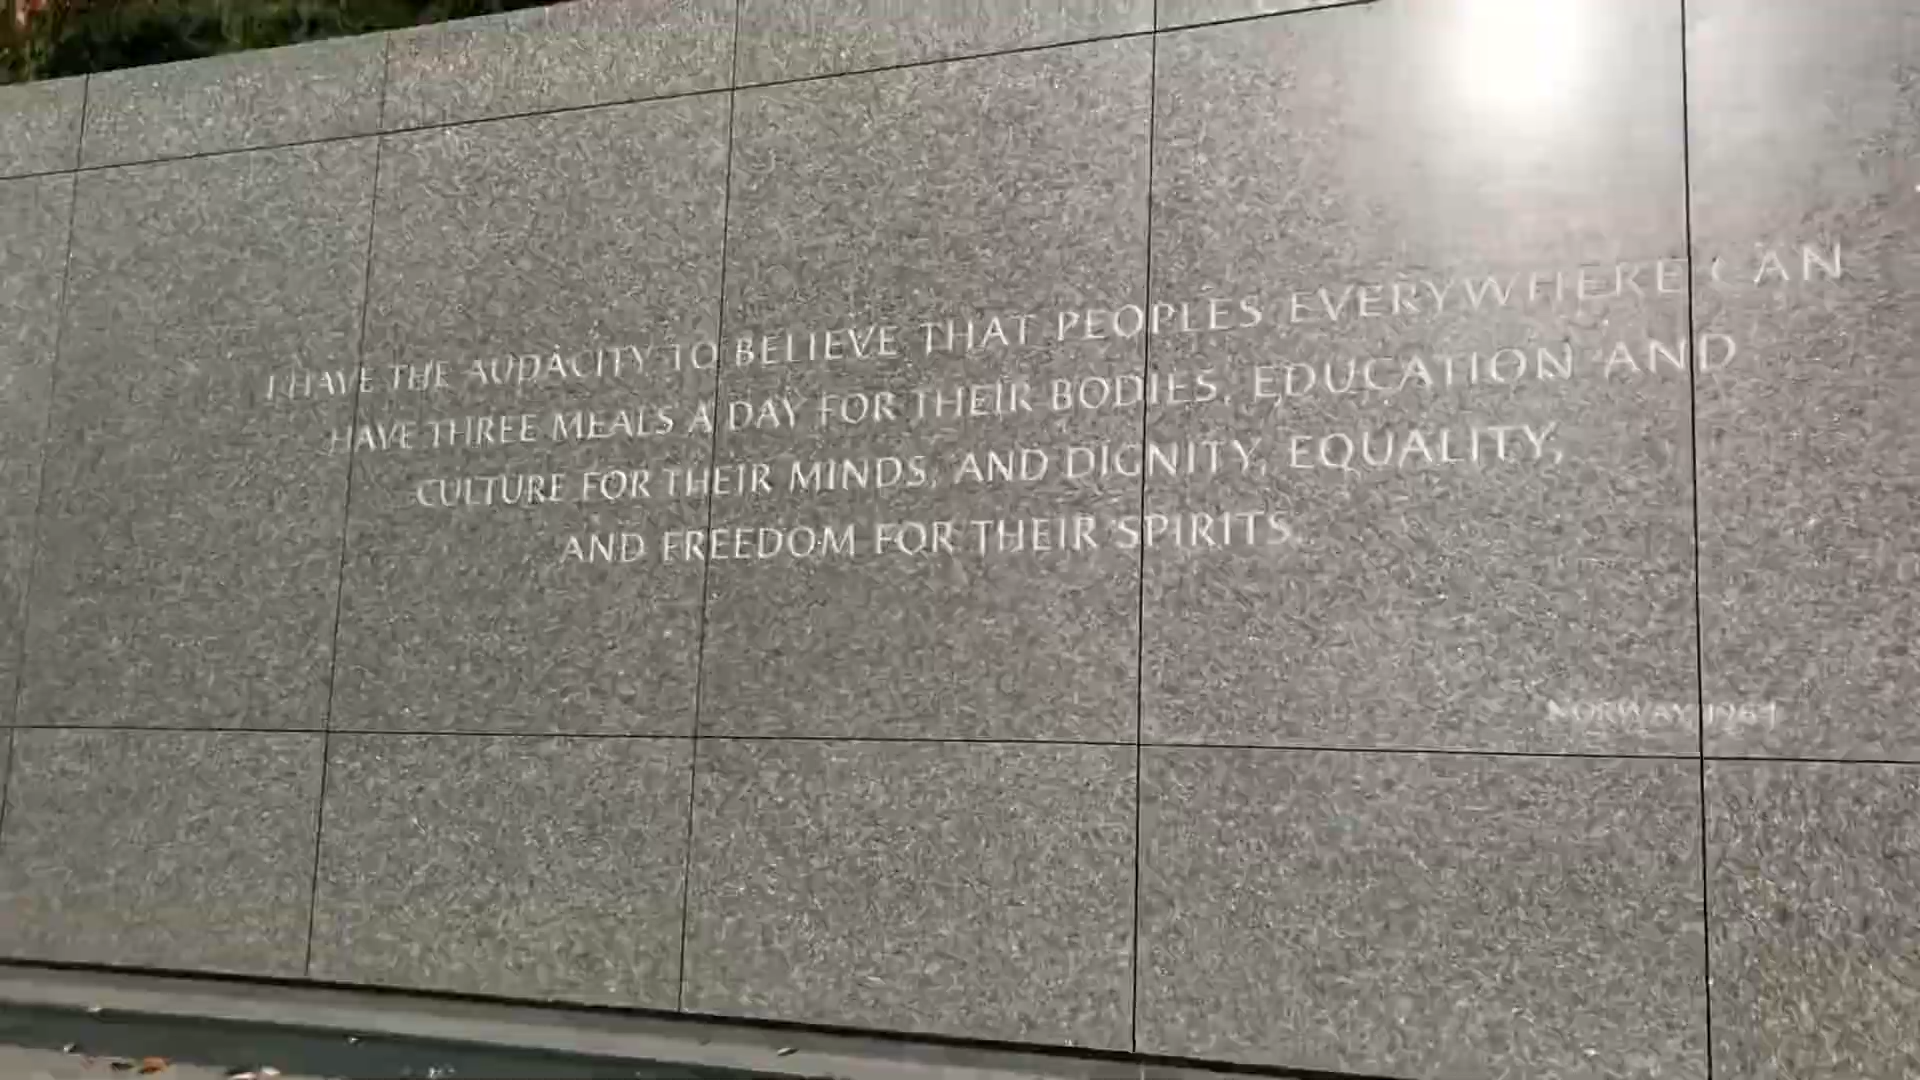 I HAVE THE AUDACITY TO BELIEVE THAT PEOPLES EVERYWHERE CAN
HAVE THREE MEALS A DAY FOR THEIR BODIES, EDUCATION AND
CULTURE FOR THEIR MINDS, AND DIGNITY, EQUALITY,
AND FREEDOM FOR THEIR SPIRITS.
NORWAY, 1964